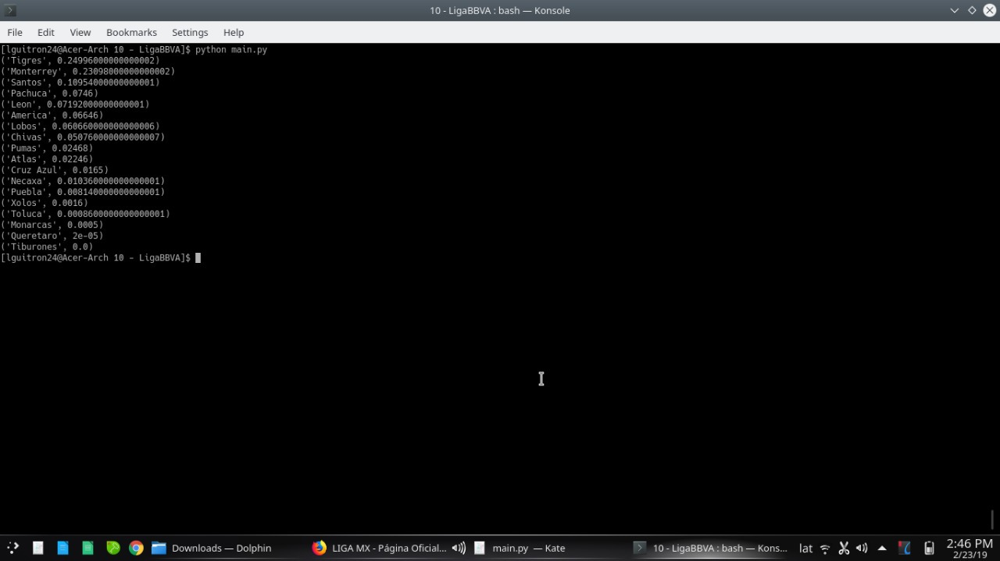 10 - LigaBBVA : bash — Konsole
File Edit View Bookmarks Settings Help
[lguitron24@Acer-Arch 10 - LigaBBVA]$ python main.py
('Tigres', 0.24996000000000002)
('Monterrey', 0.23098000000000002)
('Santos', 0.10954000000000001)
('Pachuca', 0.0746)
('Leon', 0.07192000000000001)
('America', 0.06646)
('Lobos', 0.060660000000000006)
('Chivas', 0.050760000000000007)
('Pumas', 0.02468)
('Atlas', 0.02246)
('Cruz Azul', 0.0165)
('Necaxa', 0.010360000000000001)
('Puebla', 0.008140000000000001)
('Xolos', 0.0016)
('Toluca', 0.0008600000000000001)
('Monarcas', 0.0005)
('Queretaro', 2e-05)
('Tiburones', 0.0)
[lguitron24@Acer-Arch 10 - LigaBBVA]$
Downloads — Dolphin
LIGA MX - Página Oficial...
main.py — Kate
10 - LigaBBVA : bash — Kons...
lat
2:46 PM
2/23/19